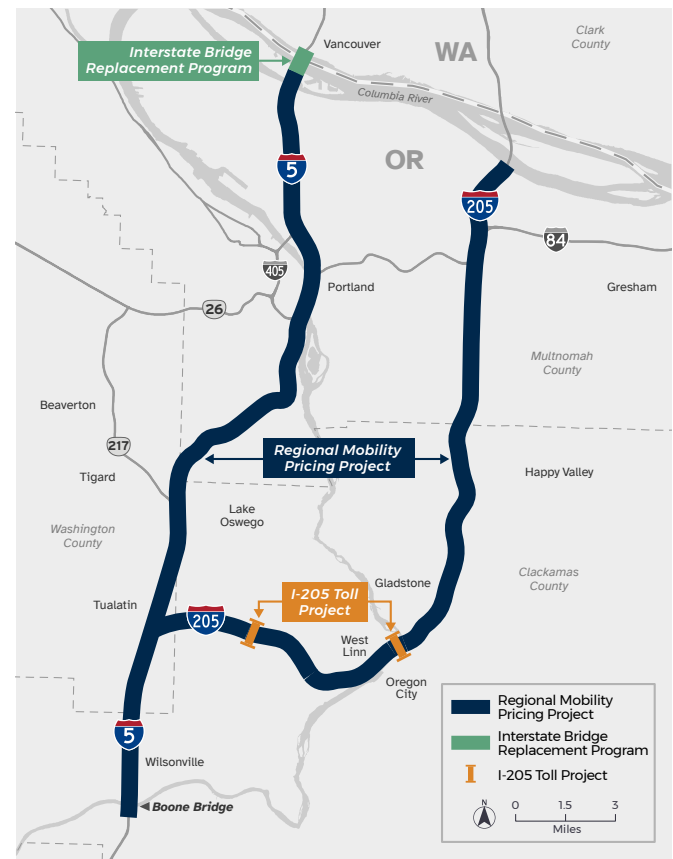 Interstate Bridge
Replacement Program
Vancouver
WA
Clark
County
Columbia River
OR
5
205
84
405
26
Portland
Gresham
Multnomah
County
Beaverton
217
Tigard
Regional Mobility
Pricing Project
Happy Valley
Lake
Oswego
Washington
County
Clackamas
County
Gladstone
I-205 Toll
Project
Tualatin
205
West
Linn
Oregon
City
5
Wilsonville
Boone Bridge
Regional Mobility
Pricing Project
Interstate Bridge
Replacement Program
I-205 Toll Project
N
0 1.5 3
Miles